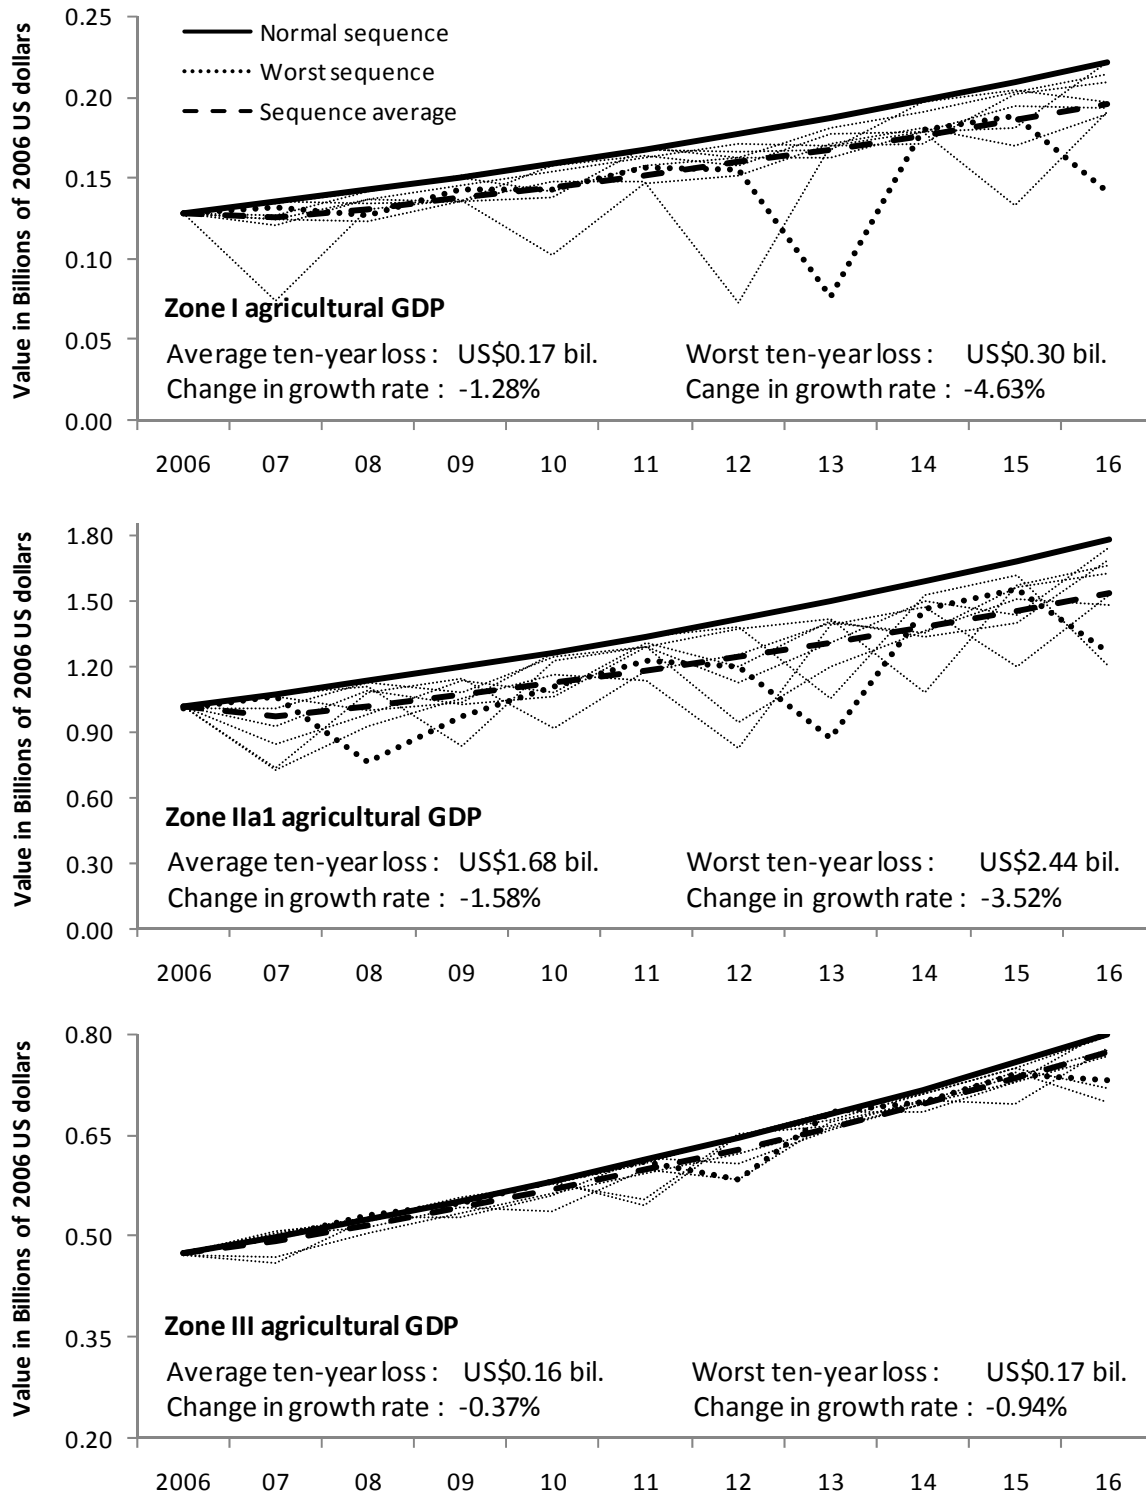 Value in Billions of 2006 US dollars
0.25
0.20
0.15
0.10
0.05
0.00
Normal sequence
Worst sequence
Sequence average
Zone I agricultural GDP
Average ten-year loss : US$0.17 bil. Worst ten-year loss : US$0.30 bil.
Change in growth rate : -1.28% Cange in growth rate : -4.63%
2006 07 08 09 10 11 12 13 14 15 16
Value in Billions of 2006 US dollars
1.80
1.50
1.20
0.90
0.60
0.30
0.00
Zone IIa1 agricultural GDP
Average ten-year loss : US$1.68 bil. Worst ten-year loss : US$2.44 bil.
Change in growth rate : -1.58% Change in growth rate : -3.52%
2006 07 08 09 10 11 12 13 14 15 16
Value in Billions of 2006 US dollars
0.80
0.65
0.50
0.35
0.20
Zone III agricultural GDP
Average ten-year loss : US$0.16 bil. Worst ten-year loss : US$0.17 bil.
Change in growth rate : -0.37% Change in growth rate : -0.94%
2006 07 08 09 10 11 12 13 14 15 16